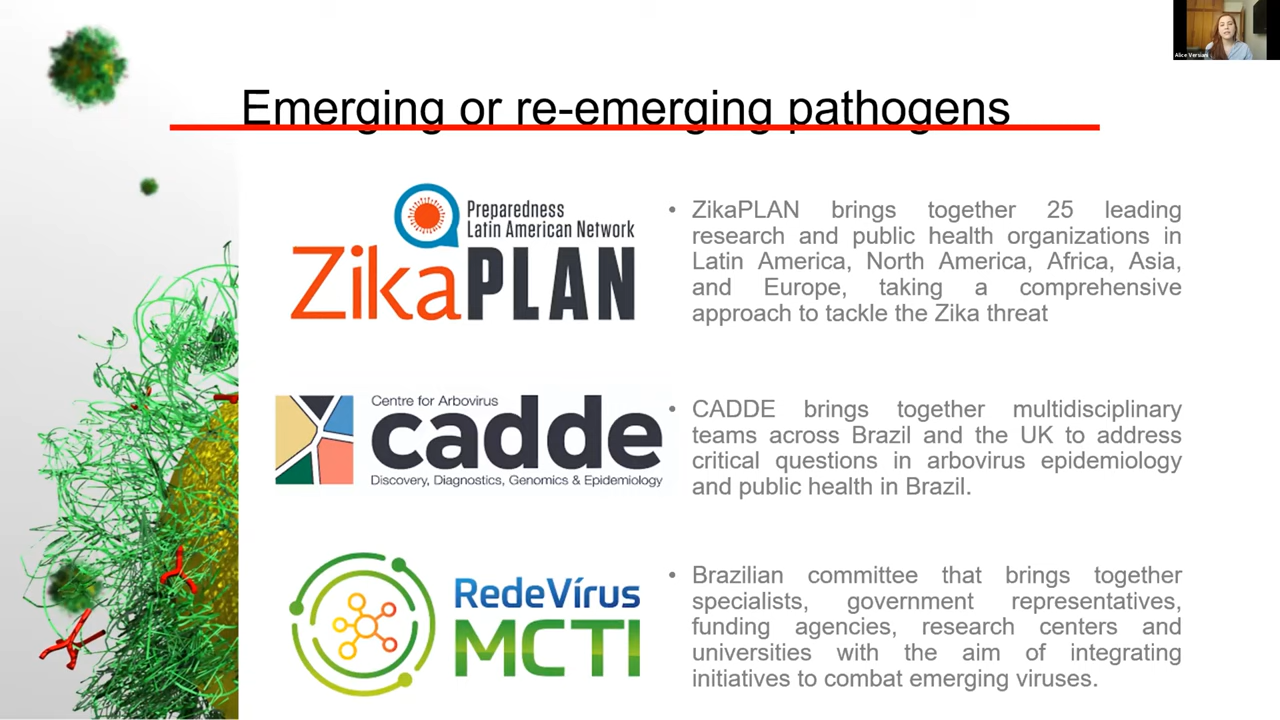 Alice Versiani
Emerging or re-emerging pathogens
Preparedness
Latin American Network
ZikaPLAN
• ZikaPLAN brings together 25 leading
research and public health organizations in
Latin America, North America, Africa, Asia,
and Europe, taking a comprehensive
approach to tackle the Zika threat
Centre for Arbovirus
cadde
Discovery, Diagnostics, Genomics & Epidemiology
• CADDE brings together multidisciplinary
teams across Brazil and the UK to address
critical questions in arbovirus epidemiology
and public health in Brazil.
RedeVírus
MCTI
• Brazilian committee that brings together
specialists, government representatives,
funding agencies, research centers and
universities with the aim of integrating
initiatives to combat emerging viruses.